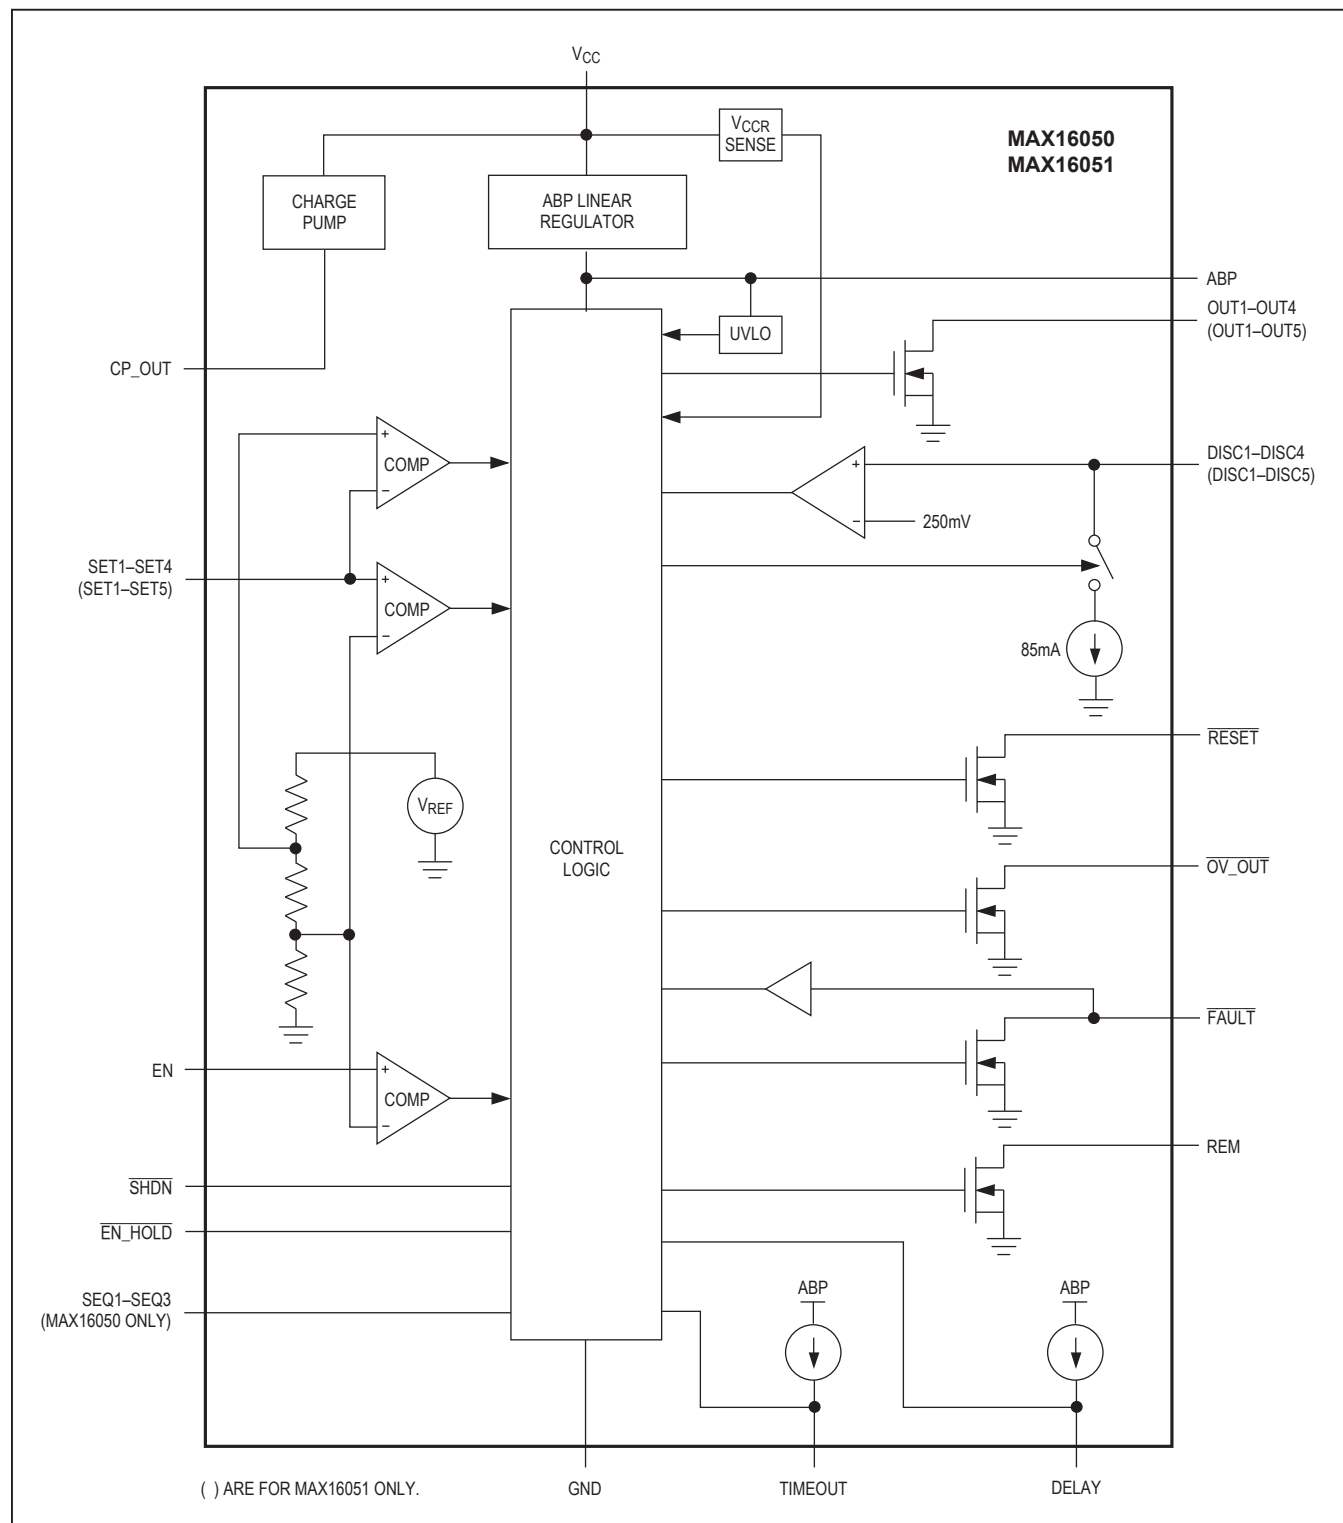 VCC
VCCR
SENSE
MAX16050
MAX16051
CHARGE
PUMP
ABP LINEAR
REGULATOR
ABP
OUT1–OUT4
(OUT1–OUT5)
UVLO
CP_OUT
+
COMP
−
DISC1–DISC4
(DISC1–DISC5)
+
−
250mV
SET1–SET4
(SET1–SET5)
+
COMP
−
85mA
RESET
VREF
CONTROL
LOGIC
OV_OUT
FAULT
EN
+
COMP
−
REM
SHDN
EN_HOLD
SEQ1–SEQ3
(MAX16050 ONLY)
ABP
ABP
( ) ARE FOR MAX16051 ONLY.
GND
TIMEOUT
DELAY